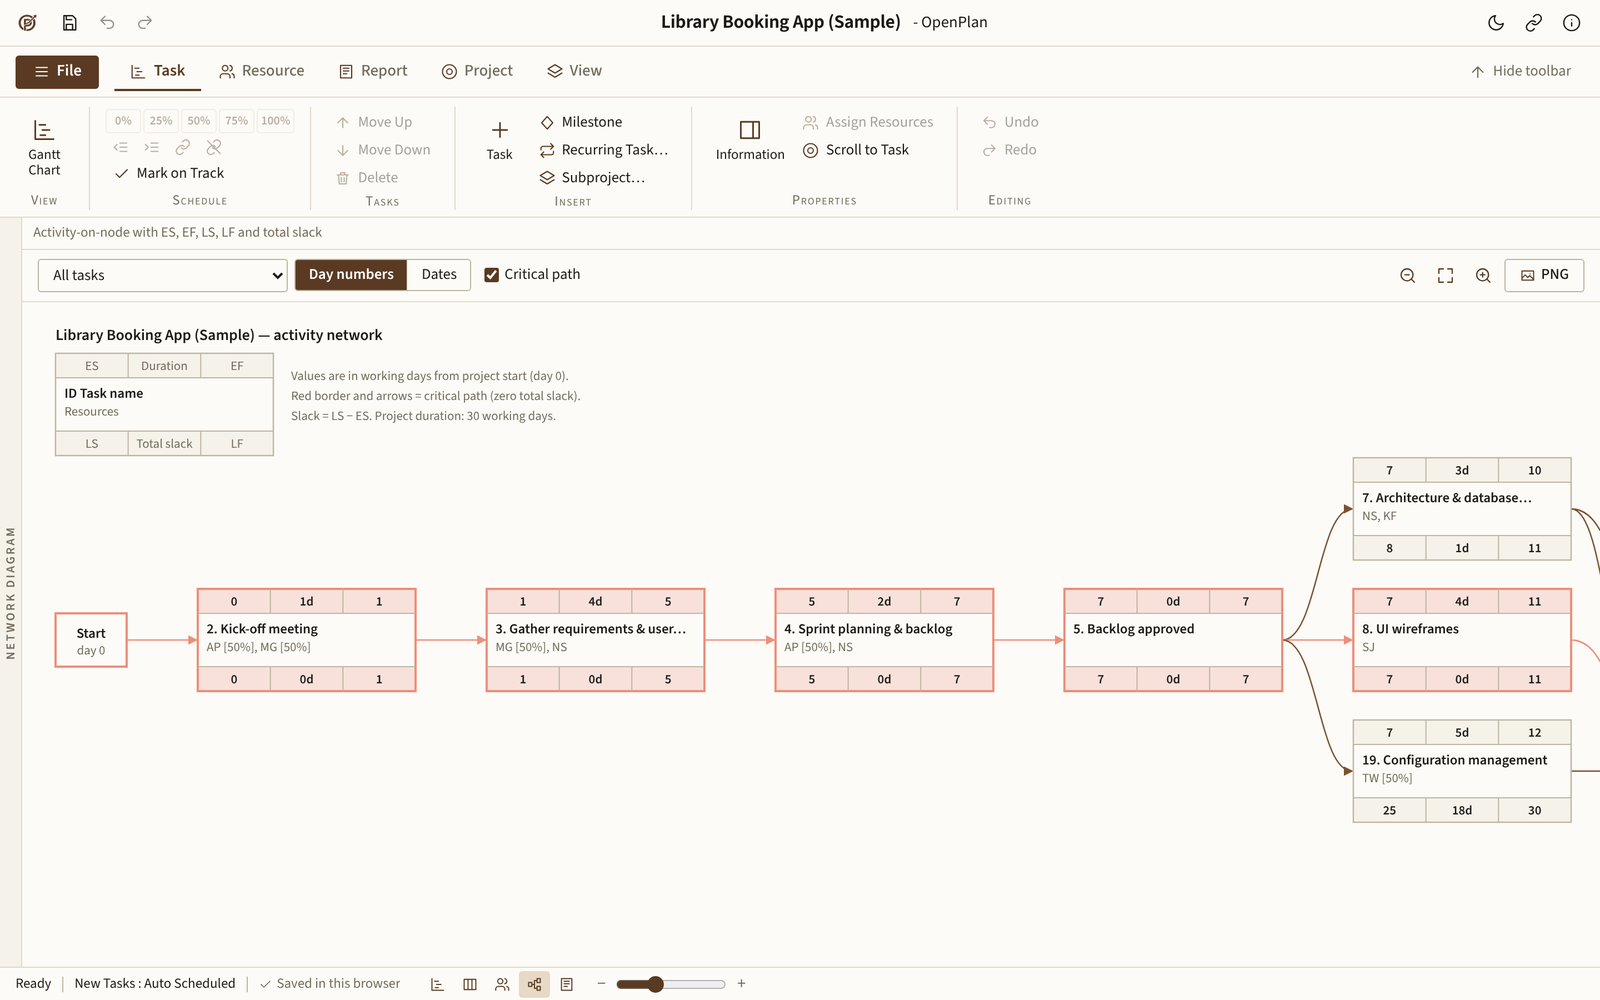 Library Booking App (Sample) - OpenPlan
File
Task
Resource
Report
Project
View
Hide toolbar
Gantt
Chart
View
0% 25% 50% 75% 100%
Mark on Track
Schedule
Move Up
Move Down
Delete
Tasks
Task
Milestone
Recurring Task...
Subproject...
Insert
Information
Assign Resources
Scroll to Task
Properties
Undo
Redo
Editing
Activity-on-node with ES, EF, LS, LF and total slack
All tasks
Day numbers
Dates
Critical path
PNG
NETWORK DIAGRAM
Library Booking App (Sample) — activity network
ES Duration EF
ID Task name
Resources
LS Total slack LF
Values are in working days from project start (day 0).
Red border and arrows = critical path (zero total slack).
Slack = LS − ES. Project duration: 30 working days.
Start
day 0
0 1d 1
2. Kick-off meeting
AP [50%], MG [50%]
0 0d 1
1 4d 5
3. Gather requirements & user...
MG [50%], NS
1 0d 5
5 2d 7
4. Sprint planning & backlog
AP [50%], NS
5 0d 7
7 0d 7
5. Backlog approved
7 0d 7
7 3d 10
7. Architecture & database...
NS, KF
8 1d 11
7 4d 11
8. UI wireframes
SJ
7 0d 11
7 5d 12
19. Configuration management
TW [50%]
25 18d 30
Ready
New Tasks : Auto Scheduled
Saved in this browser